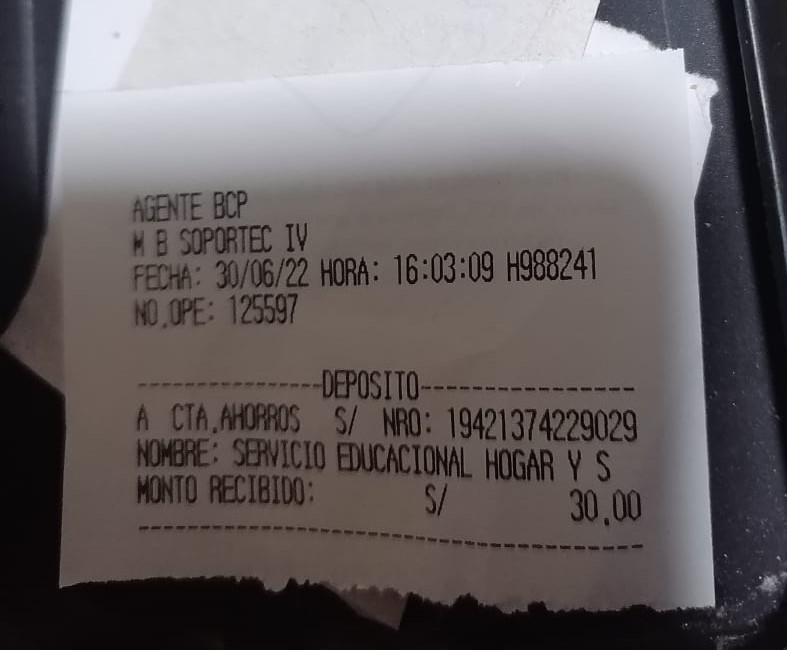 AGENTE BCP
M B SOPORTEC IV
FECHA: 30/06/22 HORA: 16:03:09 H988241
NO.OPE: 125597
---------------DEPOSITO-----------------
A CTA.AHORROS S/ NRO: 19421374229029
NOMBRE: SERVICIO EDUCACIONAL HOGAR Y S
MONTO RECIBIDO: S/ 30.00
----------------------------------------